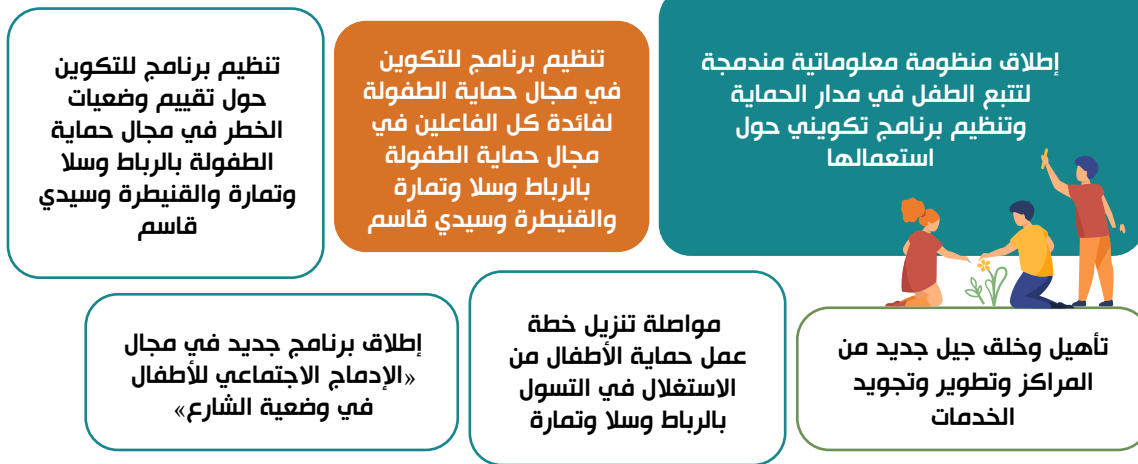 إطلاق منظومة معلوماتية مندمجة
لتتبع الطفل في مدار الحماية
وتنظيم برنامج تكويني حول
استعمالها
تنظيم برنامج للتكوين
في مجال حماية الطفولة
لفائدة كل الفاعلين في
مجال حماية الطفولة
بالرباط وسلا وتمارة
والقنيطرة وسيدي قاسم
تنظيم برنامج للتكوين
حول تقييم وضعيات
الخطر في مجال حماية
الطفولة بالرباط وسلا
وتمارة والقنيطرة وسيدي
قاسم
تأهيل وخلق جيل جديد من
المراكز وتطوير وتجويد
الخدمات
مواصلة تنزيل خطة
عمل حماية الأطفال من
الاستغلال في التسول
بالرباط وسلا وتمارة
إطلاق برنامج جديد في مجال
«الإدماج الاجتماعي للأطفال
في وضعية الشارع»